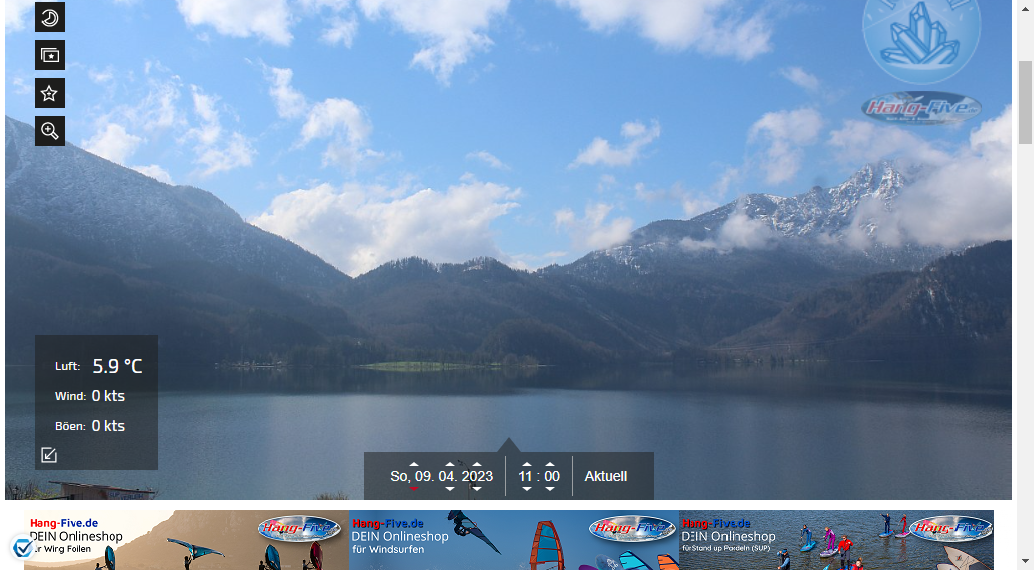 Hang-Five.de
Luft: 5.9 °C
Wind: 0 kts
Böen: 0 kts
So, 09. 04. 2023 11 : 00 Aktuell
Hang-Five.de
DEIN Onlineshop
für Wing Foilen
Hang-Five
Hang-Five.de
DEIN Onlineshop
für Windsurfen
Hang-Five
Hang-Five.de
DEIN Onlineshop
für Stand up Paddeln (SUP)
Hang-Five